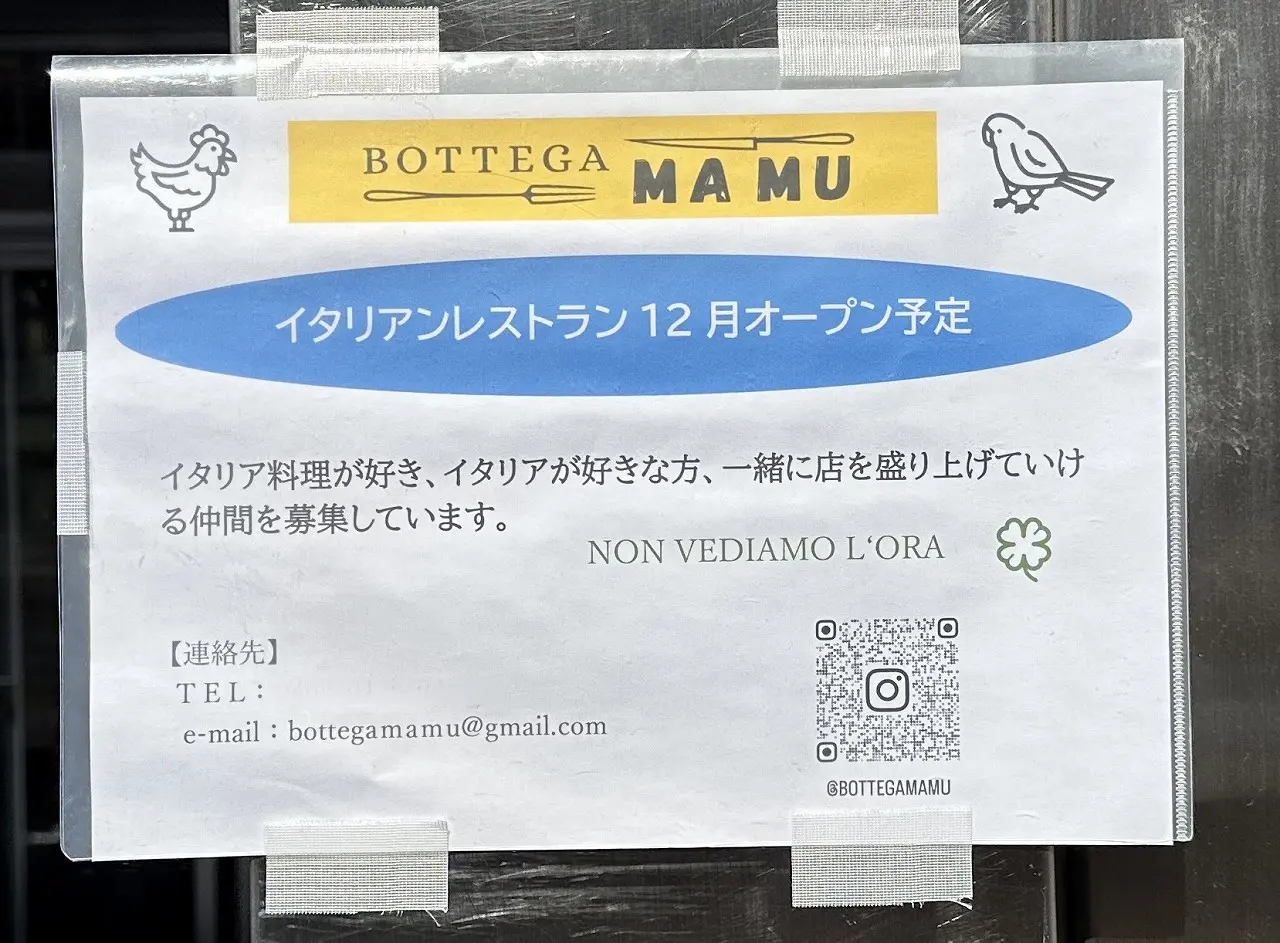 BOTTEGA MAMU
イタリアンレストラン12月オープン予定
イタリア料理が好き、イタリアが好きな方、一緒に店を盛り上げていけ
る仲間を募集しています。
NON VEDIAMO L‘ORA
【連絡先】
TEL：
e-mail：bottegamamu@gmail.com
@BOTTEGAMAMU